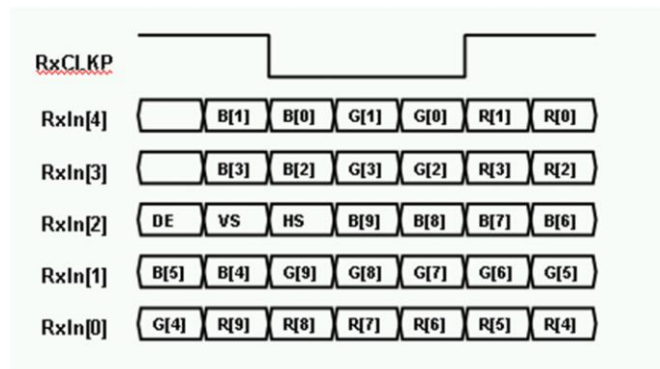 RxCLKP
RxIn[4] B[1] B[0] G[1] G[0] R[1] R[0]
RxIn[3] B[3] B[2] G[3] G[2] R[3] R[2]
RxIn[2] DE VS HS B[9] B[8] B[7] B[6]
RxIn[1] B[5] B[4] G[9] G[8] G[7] G[6] G[5]
RxIn[0] G[4] R[9] R[8] R[7] R[6] R[5] R[4]